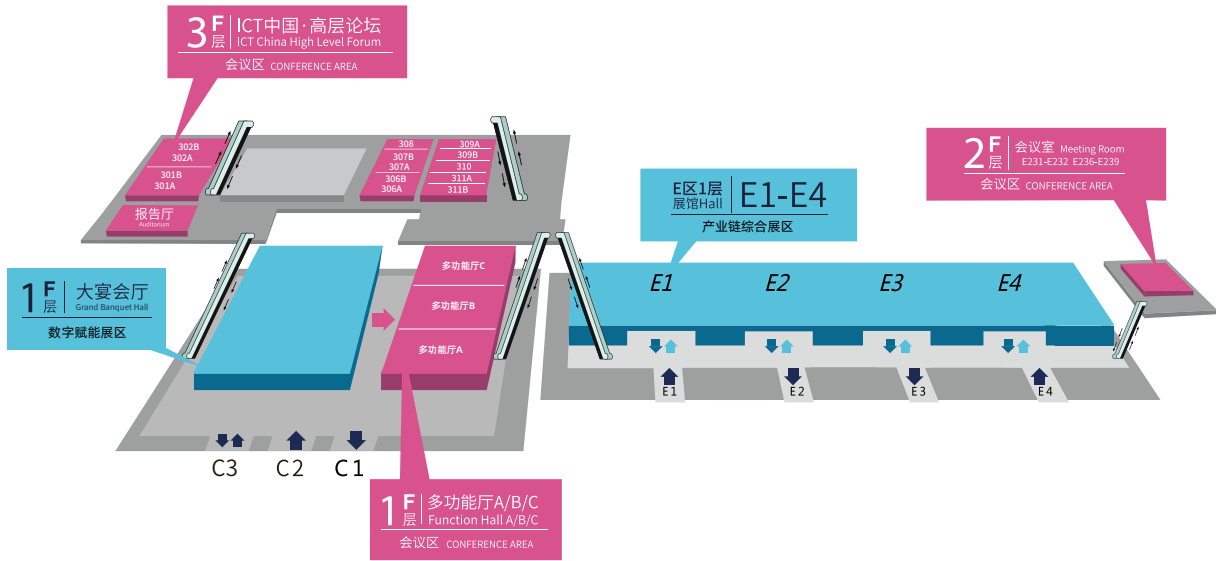 3F层
ICT中国·高层论坛
ICT China High Level Forum
会议区 CONFERENCE AREA
302B
302A
301B
301A
报告厅
Auditorium
308
307B
307A
306B
306A
309A
309B
310
311A
311B
2F层
会议室 Meeting Room
E231-E232 E236-E239
会议区 CONFERENCE AREA
E区1层
展馆Hall
E1-E4
产业链综合展区
1F层
大宴会厅
Grand Banquet Hall
数字赋能展区
多功能厅C
多功能厅B
多功能厅A
E1
E2
E3
E4
E1
E2
E3
E4
C3
C2
C1
1F层
多功能厅A/B/C
Function Hall A/B/C
会议区 CONFERENCE AREA